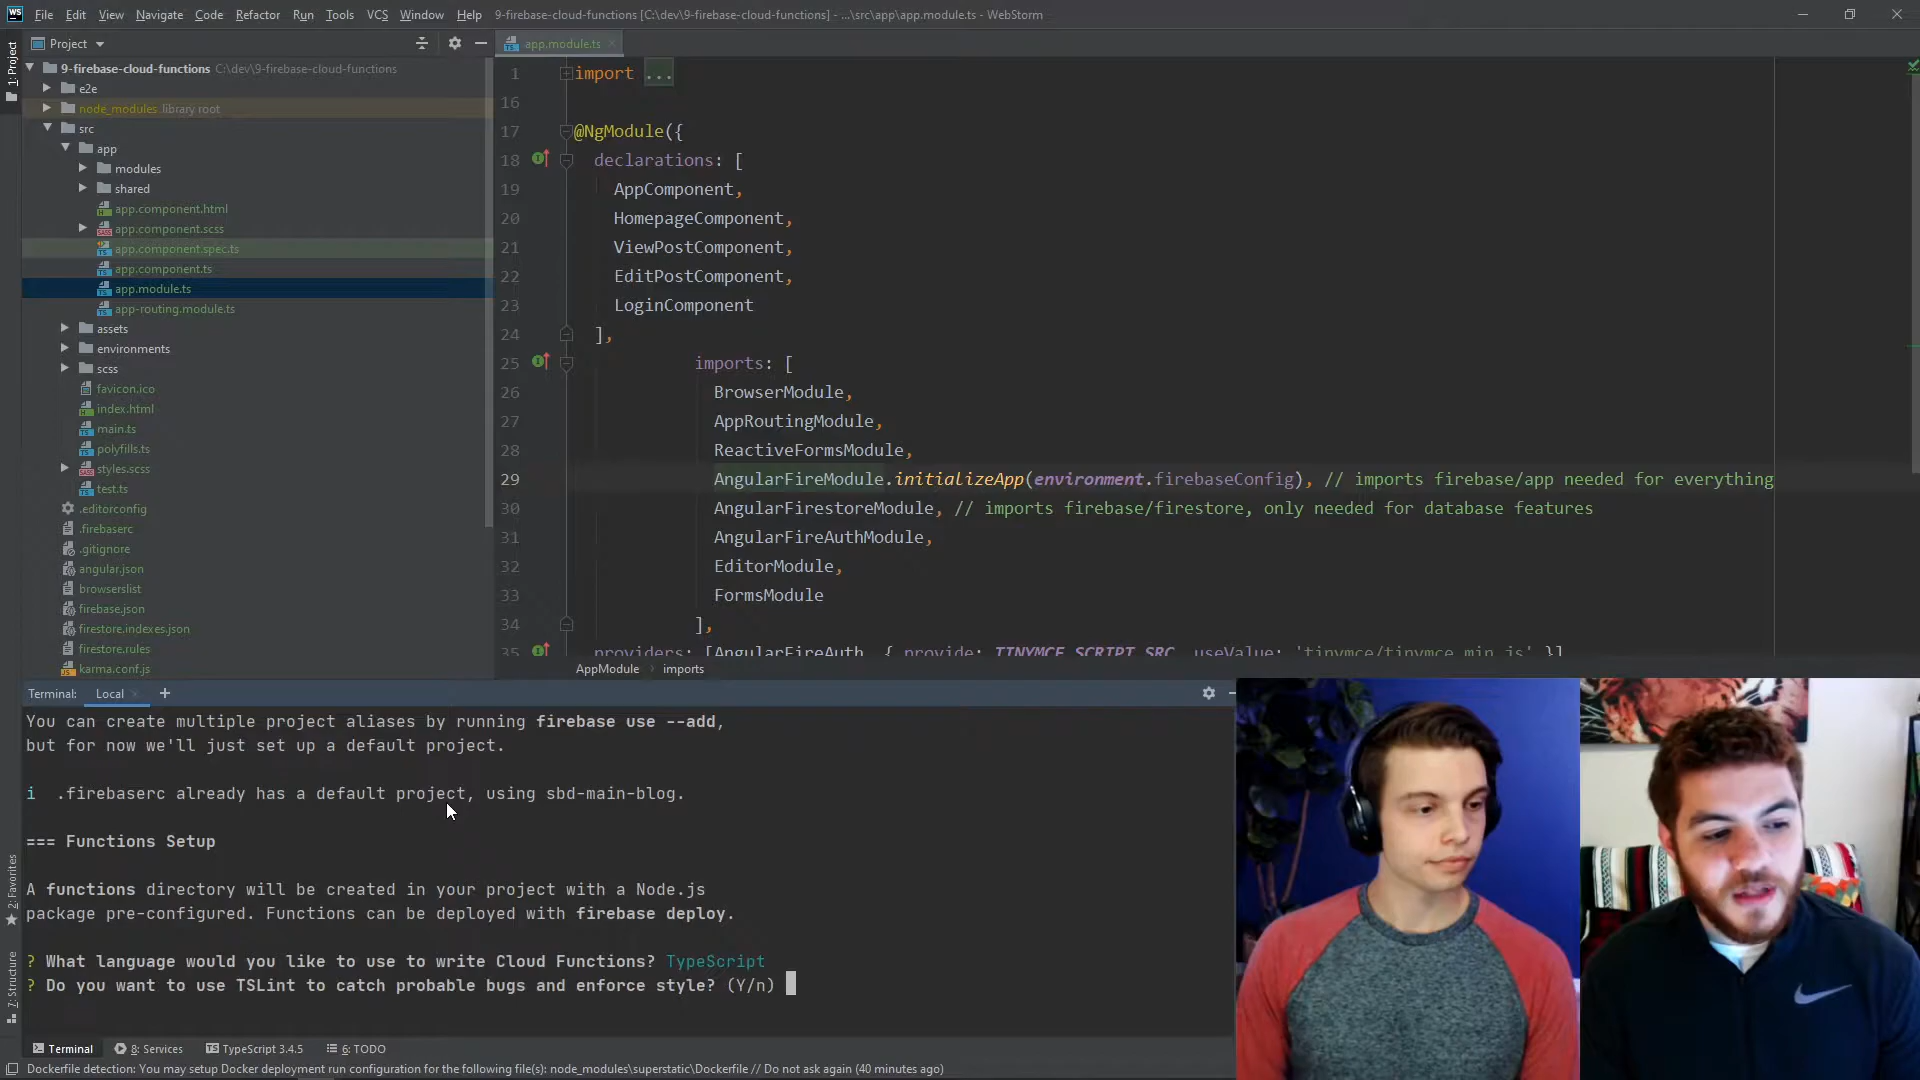 WS File Edit View Navigate Code Refactor Run Tools VCS Window Help 9-firebase-cloud-functions [C:\dev\9-firebase-cloud-functions] - ...\src\app\app.module.ts - WebStorm
1: Project
Project
9-firebase-cloud-functions C:\dev\9-firebase-cloud-functions
e2e
node_modules library root
src
app
modules
shared
app.component.html
app.component.scss
app.component.spec.ts
app.component.ts
app.module.ts
app-routing.module.ts
assets
environments
scss
favicon.ico
index.html
main.ts
polyfills.ts
styles.scss
test.ts
.editorconfig
.firebaserc
.gitignore
angular.json
browserslist
firebase.json
firestore.indexes.json
firestore.rules
karma.conf.js
app.module.ts
1 import ...
16
17 @NgModule({
18 declarations: [
19 AppComponent,
20 HomepageComponent,
21 ViewPostComponent,
22 EditPostComponent,
23 LoginComponent
24 ],
25 imports: [
26 BrowserModule,
27 AppRoutingModule,
28 ReactiveFormsModule,
29 AngularFireModule.initializeApp(environment.firebaseConfig), // imports firebase/app needed for everything
30 AngularFirestoreModule, // imports firebase/firestore, only needed for database features
31 AngularFireAuthModule,
32 EditorModule,
33 FormsModule
34 ],
35 providers: [AngularFireAuth, { provide: TINYMCE_SCRIPT_SRC, useValue: 'tinymce/tinymce.min.js' }]
AppModule › imports
Terminal: Local +
You can create multiple project aliases by running firebase use --add,
but for now we'll just set up a default project.
i .firebaserc already has a default project, using sbd-main-blog.
=== Functions Setup
A functions directory will be created in your project with a Node.js
package pre-configured. Functions can be deployed with firebase deploy.
? What language would you like to use to write Cloud Functions? TypeScript
? Do you want to use TSLint to catch probable bugs and enforce style? (Y/n)
2: Favorites
7: Structure
Terminal 8: Services TypeScript 3.4.5 6: TODO
Dockerfile detection: You may setup Docker deployment run configuration for the following file(s): node_modules\superstatic\Dockerfile // Do not ask again (40 minutes ago)